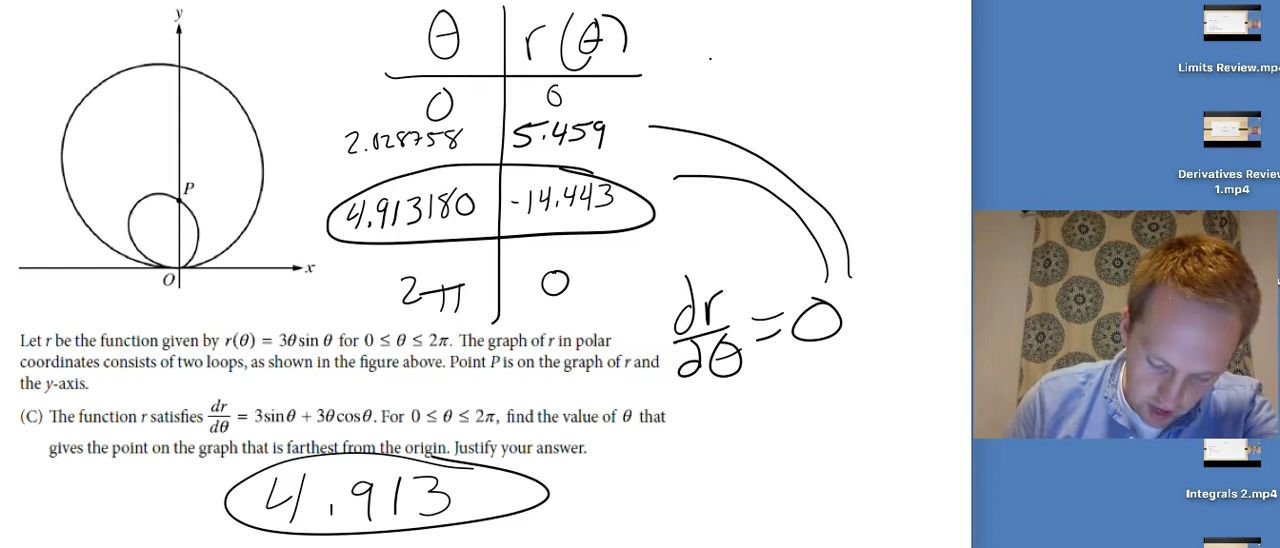 y
P
x
O
θ r(θ)
0 0
2.028758 5.459
4.913180 -14.443
2π 0
dr/dθ = 0
Let r be the function given by r(θ) = 3θ sin θ for 0 ≤ θ ≤ 2π. The graph of r in polar
coordinates consists of two loops, as shown in the figure above. Point P is on the graph of r and
the y-axis.
(C) The function r satisfies dr/dθ = 3sinθ + 3θcosθ. For 0 ≤ θ ≤ 2π, find the value of θ that
gives the point on the graph that is farthest from the origin. Justify your answer.
4.913
Limits Review.mp4
Derivatives Review
1.mp4
Integrals 2.mp4